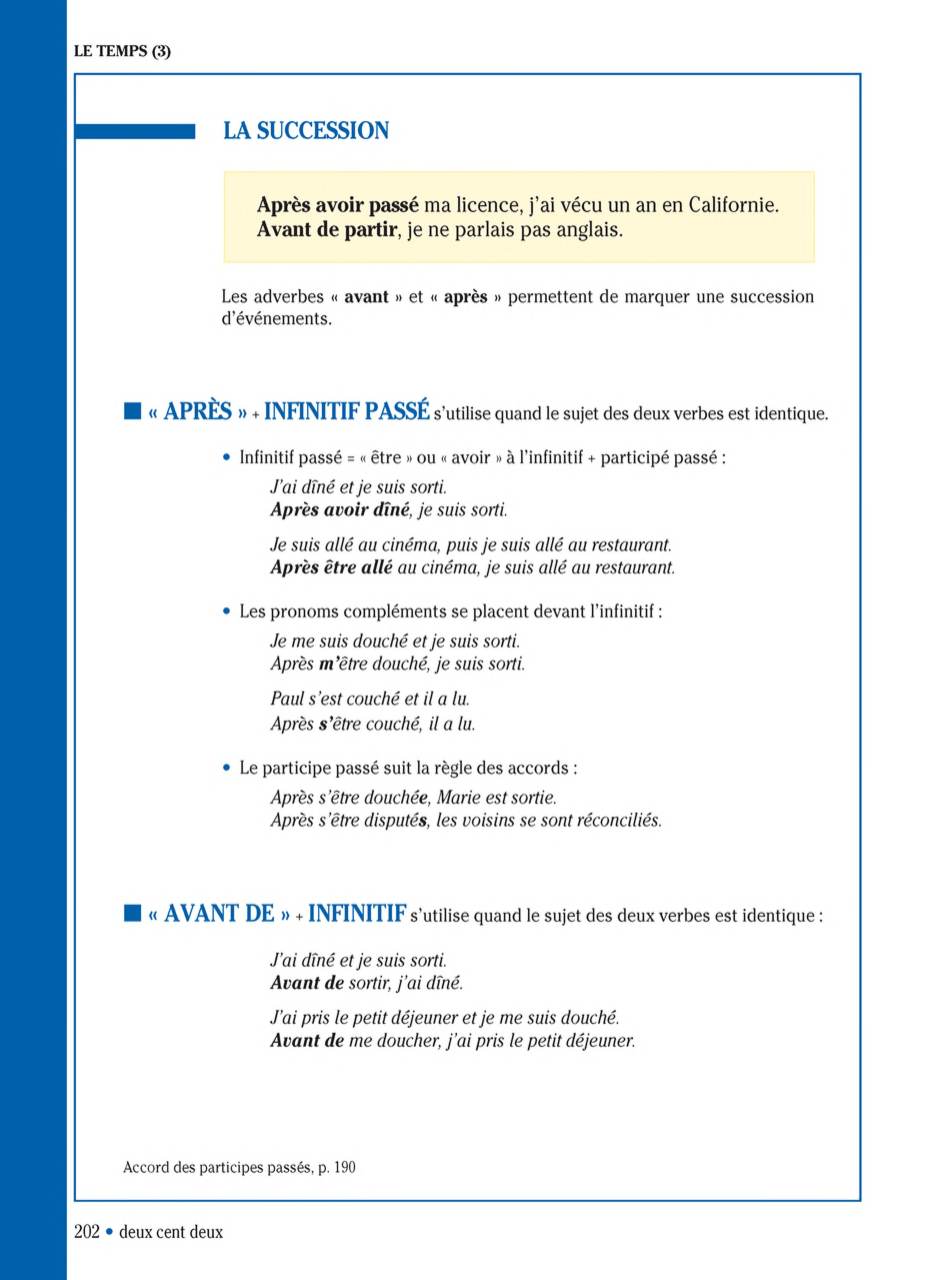 LE TEMPS (3)
LA SUCCESSION
Après avoir passé ma licence, j'ai vécu un an en Californie.
Avant de partir, je ne parlais pas anglais.
Les adverbes « avant » et « après » permettent de marquer une succession
d'événements.
■ « APRÈS » + INFINITIF PASSÉ s'utilise quand le sujet des deux verbes est identique.
• Infinitif passé = « être » ou « avoir » à l'infinitif + participé passé :
J'ai dîné et je suis sorti.
Après avoir dîné, je suis sorti.
Je suis allé au cinéma, puis je suis allé au restaurant.
Après être allé au cinéma, je suis allé au restaurant.
• Les pronoms compléments se placent devant l'infinitif :
Je me suis douché et je suis sorti.
Après m'être douché, je suis sorti.
Paul s'est couché et il a lu.
Après s'être couché, il a lu.
• Le participe passé suit la règle des accords :
Après s'être douchée, Marie est sortie.
Après s'être disputés, les voisins se sont réconciliés.
■ « AVANT DE » + INFINITIF s'utilise quand le sujet des deux verbes est identique :
J'ai dîné et je suis sorti.
Avant de sortir, j'ai dîné.
J'ai pris le petit déjeuner et je me suis douché.
Avant de me doucher, j'ai pris le petit déjeuner.
Accord des participes passés, p. 190
202 • deux cent deux